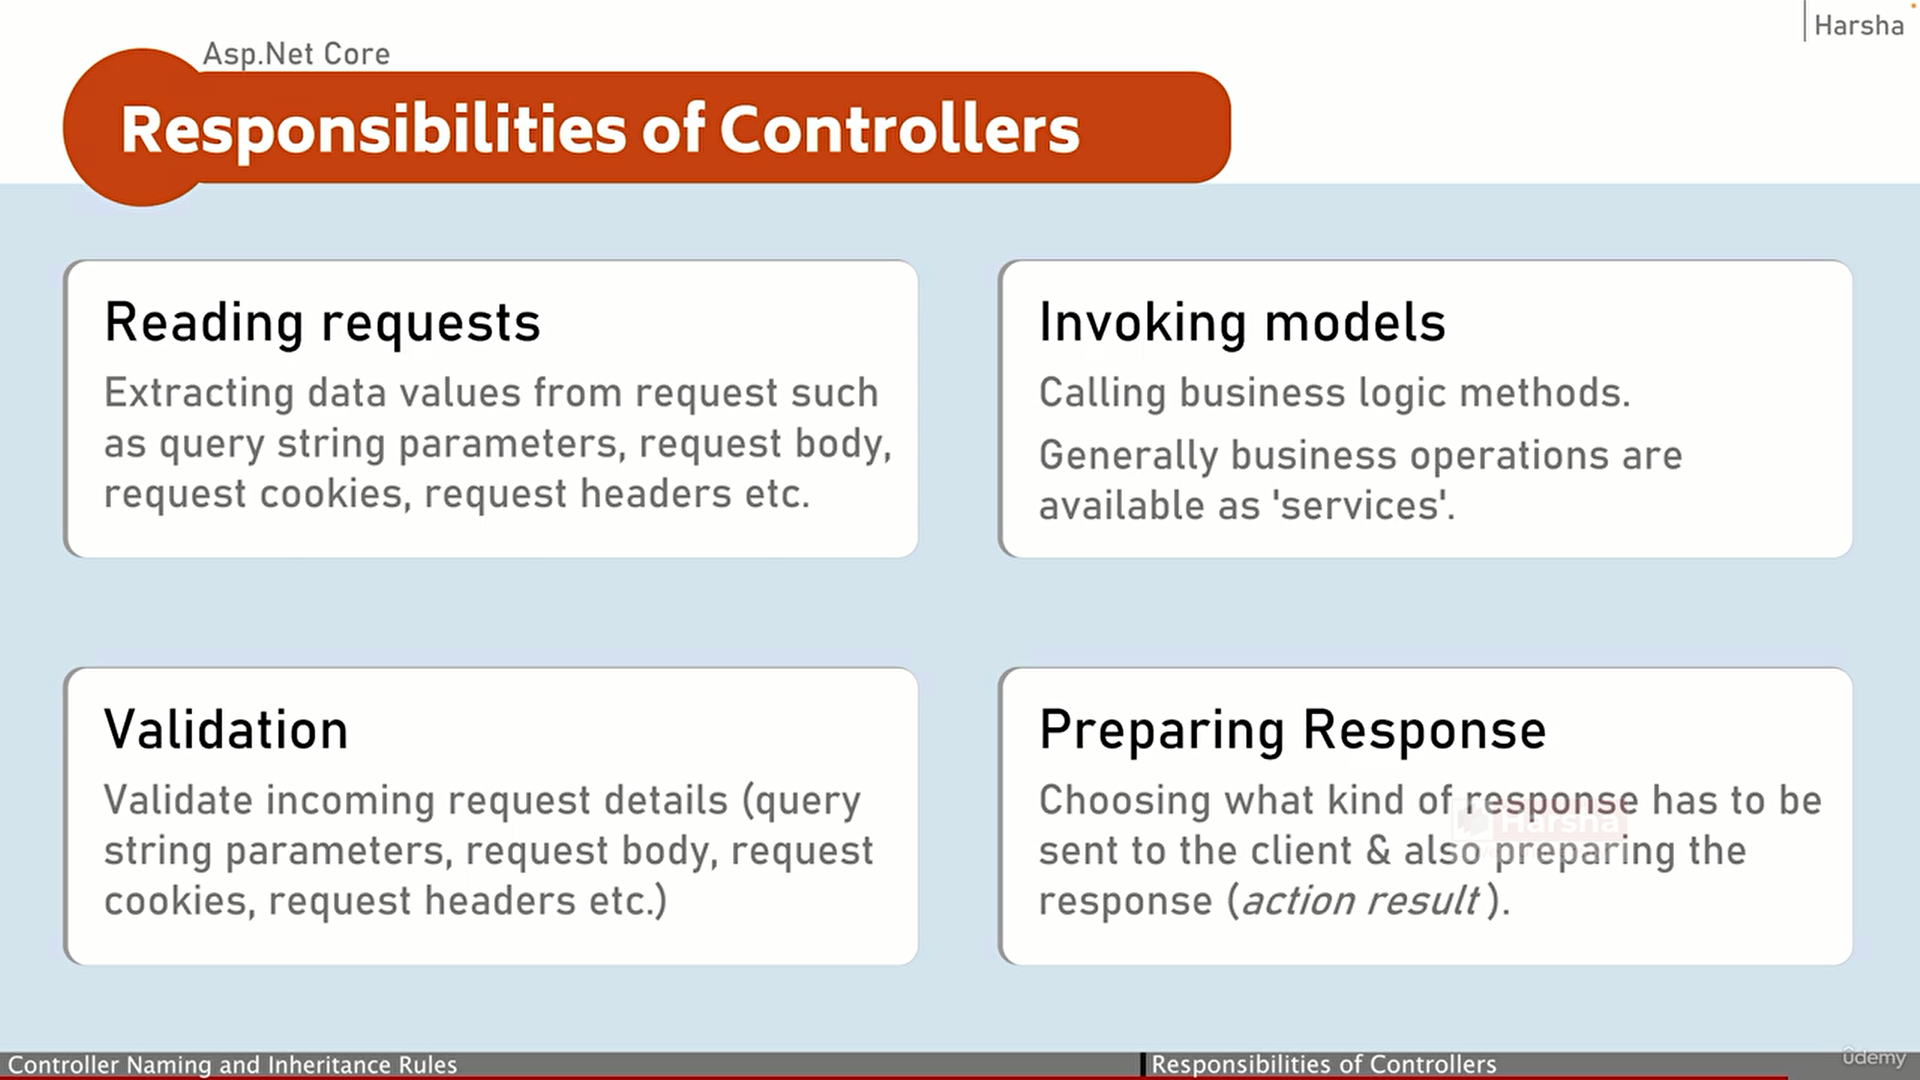 Harsha
Asp.Net Core
Responsibilities of Controllers
Reading requests
Extracting data values from request such
as query string parameters, request body,
request cookies, request headers etc.
Invoking models
Calling business logic methods.
Generally business operations are
available as 'services'.
Validation
Validate incoming request details (query
string parameters, request body, request
cookies, request headers etc.)
Preparing Response
Choosing what kind of response has to be
sent to the client & also preparing the
response (action result).
Harsha
Controller Naming and Inheritance Rules
Responsibilities of Controllers
ûdemy